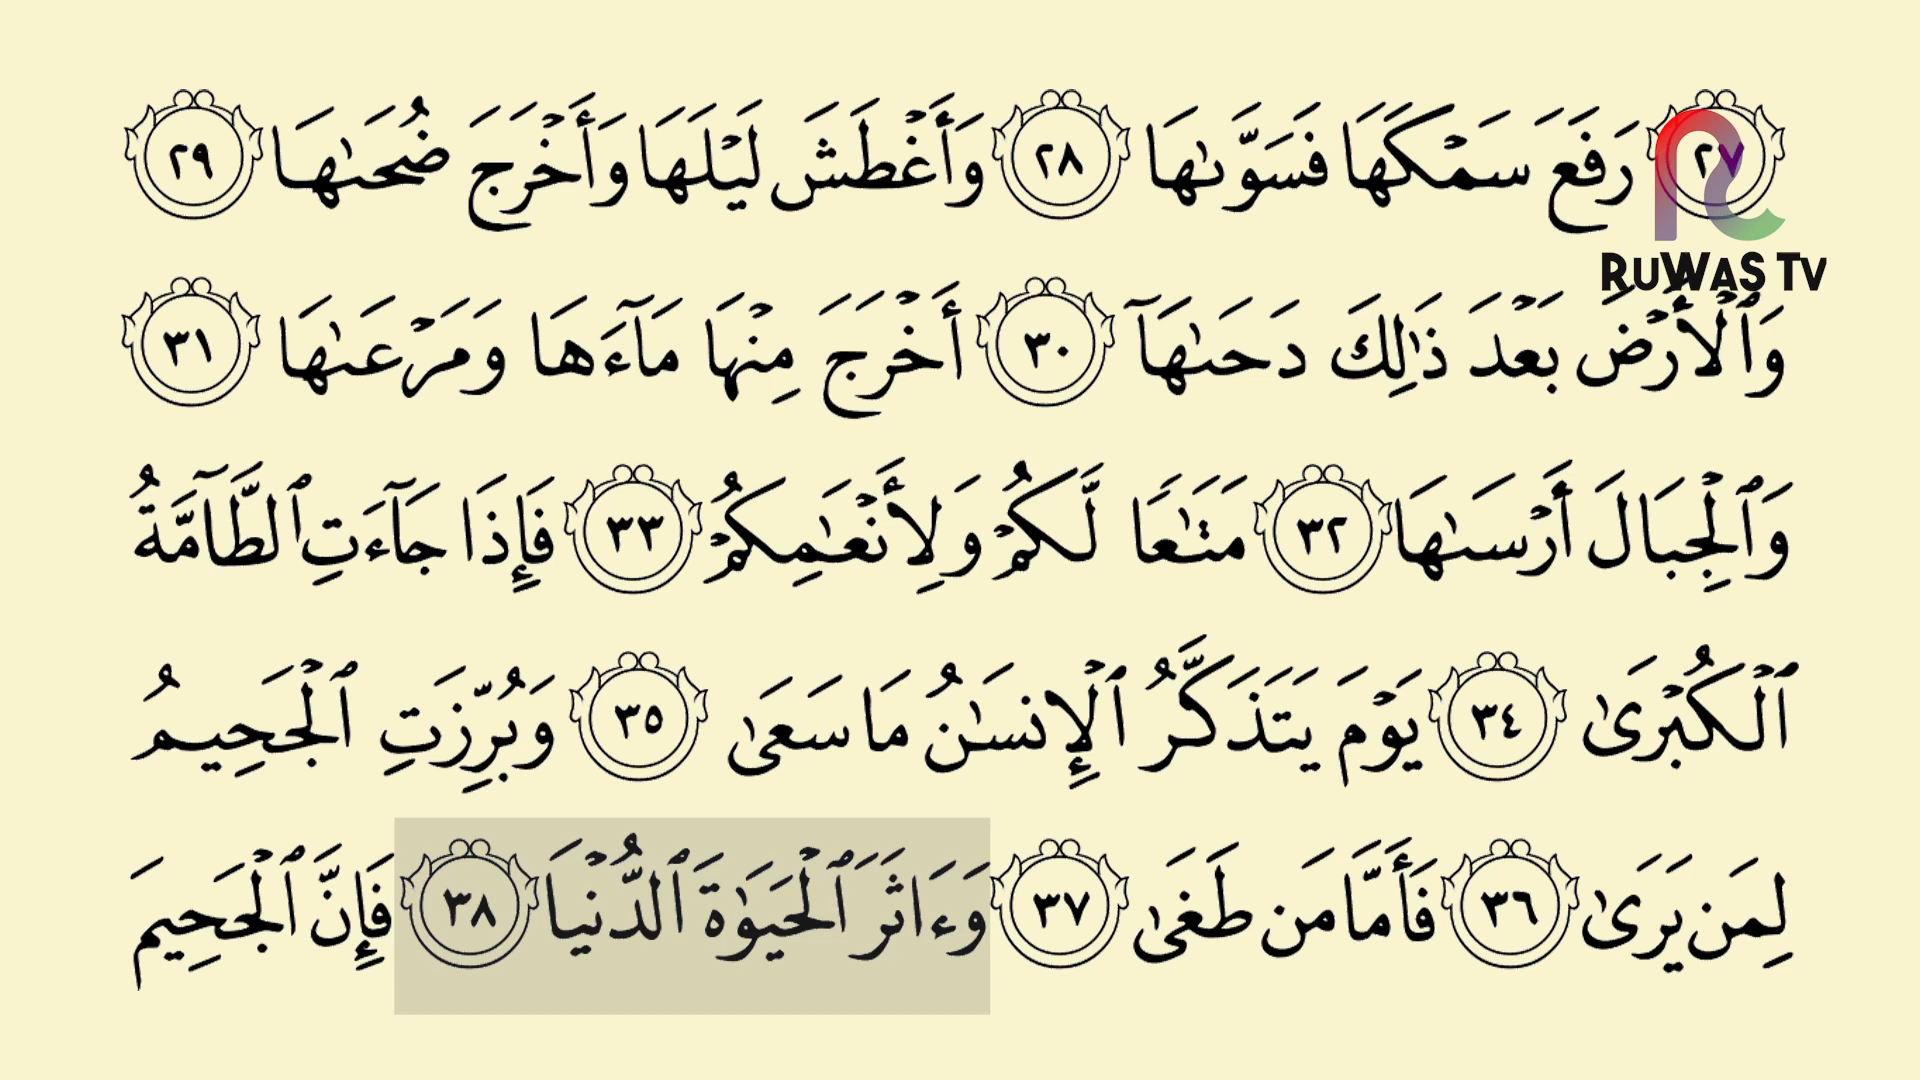 ٢٧ رَفَعَ سَمۡكَهَا فَسَوَّىٰهَا ٢٨ وَأَغۡطَشَ لَيۡلَهَا وَأَخۡرَجَ ضُحَىٰهَا ٢٩
RUWAS TV
وَٱلۡأَرۡضَ بَعۡدَ ذَٰلِكَ دَحَىٰهَآ ٣٠ أَخۡرَجَ مِنۡهَا مَآءَهَا وَمَرۡعَىٰهَا ٣١
وَٱلۡجِبَالَ أَرۡسَىٰهَا ٣٢ مَتَٰعٗا لَّكُمۡ وَلِأَنۡعَٰمِكُمۡ ٣٣ فَإِذَا جَآءَتِ ٱلطَّآمَّةُ
ٱلۡكُبۡرَىٰ ٣٤ يَوۡمَ يَتَذَكَّرُ ٱلۡإِنسَٰنُ مَا سَعَىٰ ٣٥ وَبُرِّزَتِ ٱلۡجَحِيمُ
لِمَن يَرَىٰ ٣٦ فَأَمَّا مَن طَغَىٰ ٣٧ وَءَاثَرَ ٱلۡحَيَوٰةَ ٱلدُّنۡيَا ٣٨ فَإِنَّ ٱلۡجَحِيمَ